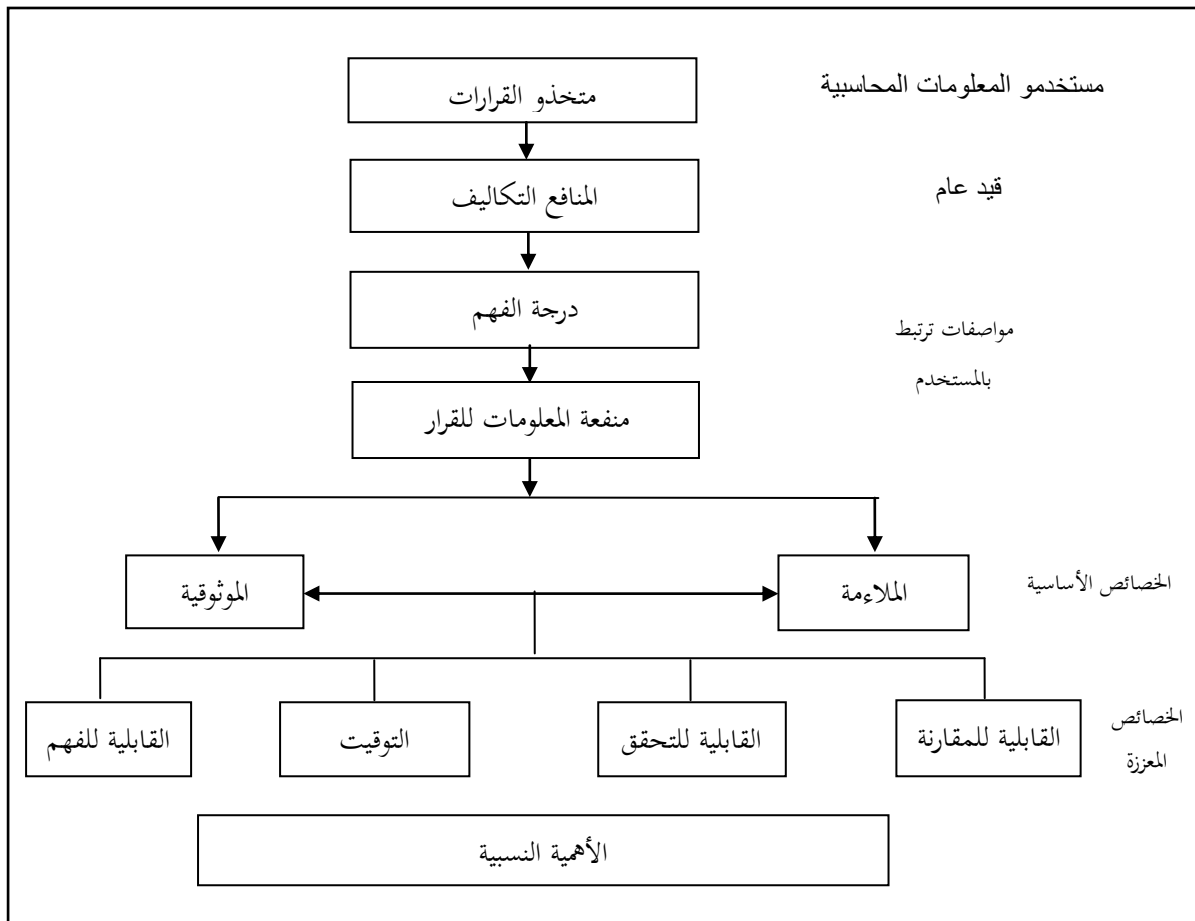 مستخدمو المعلومات المحاسبية
متخذو القرارات
قيد عام
المنافع التكاليف
درجة الفهم
مواصفات ترتبط
بالمستخدم
منفعة المعلومات للقرار
الخصائص الأساسية
الملاءمة
الموثوقية
الخصائص
المعززة
القابلية للمقارنة
القابلية للتحقق
التوقيت
القابلية للفهم
الأهمية النسبية